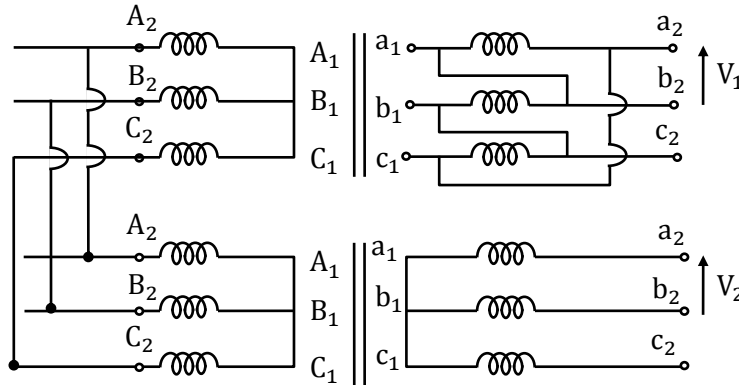 A₂ a₂
A₁ a₁
B₂ b₂ V₁
B₁ b₁
C₂ c₂
C₁ c₁
A₂ a₂
A₁ a₁
B₂ b₂ V₂
B₁ b₁
C₂ c₂
C₁ c₁